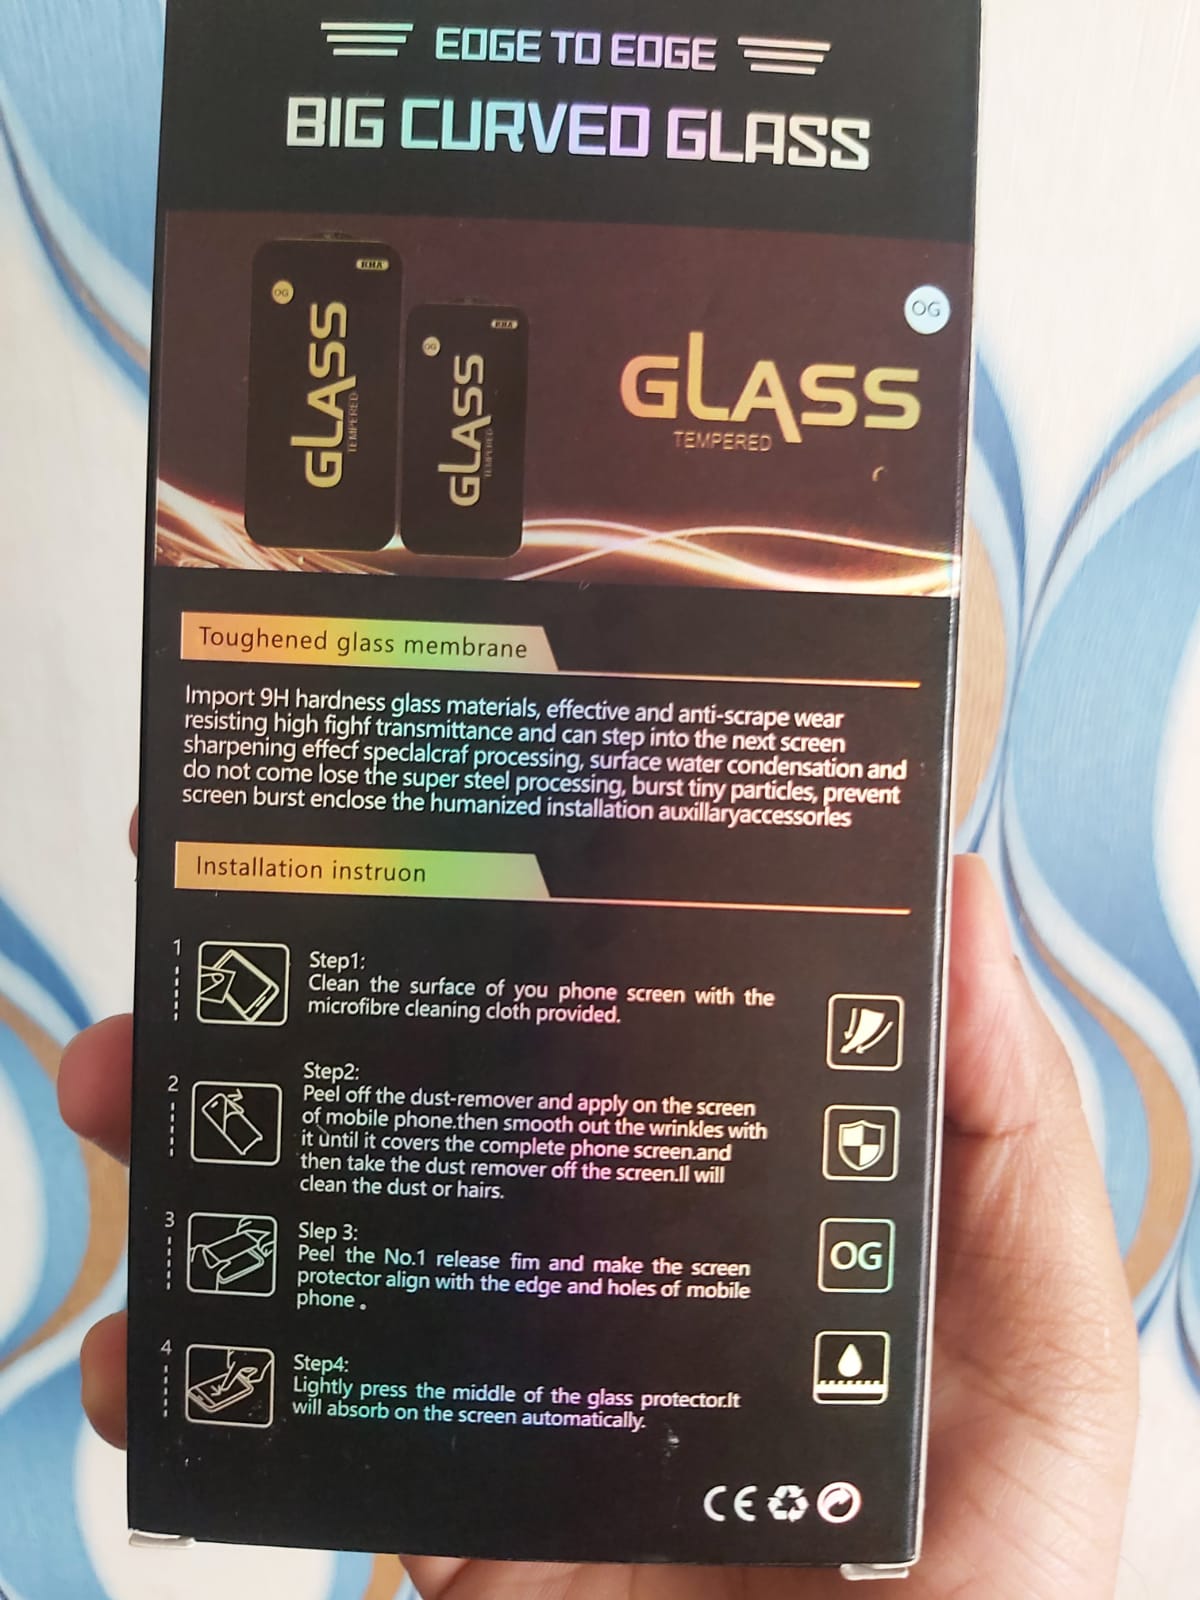 EDGE TO EDGE
BIG CURVED GLASS
RHA
OG
GLASS
TEMPERED
RHA
OG
GLASS
TEMPERED
OG
GLASS
TEMPERED
Toughened glass membrane
Import 9H hardness glass materials, effective and anti-scrape wear
resisting high fighf transmittance and can step into the next screen
sharpening effecf speclalcraf processing, surface water condensation and
do not come lose the super steel processing, burst tiny particles, prevent
screen burst enclose the humanized installation auxillaryaccessorles
Installation instruon
1
Step1:
Clean the surface of you phone screen with the
microfibre cleaning cloth provided.
2
Step2:
Peel off the dust-remover and apply on the screen
of mobile phone.then smooth out the wrinkles with
it until it covers the complete phone screen.and
then take the dust remover off the screen.Il will
clean the dust or hairs.
3
Slep 3:
Peel the No.1 release fim and make the screen
protector align with the edge and holes of mobile
phone 。
4
Step4:
Lightly press the middle of the glass protector.It
will absorb on the screen automatically.
OG
CE